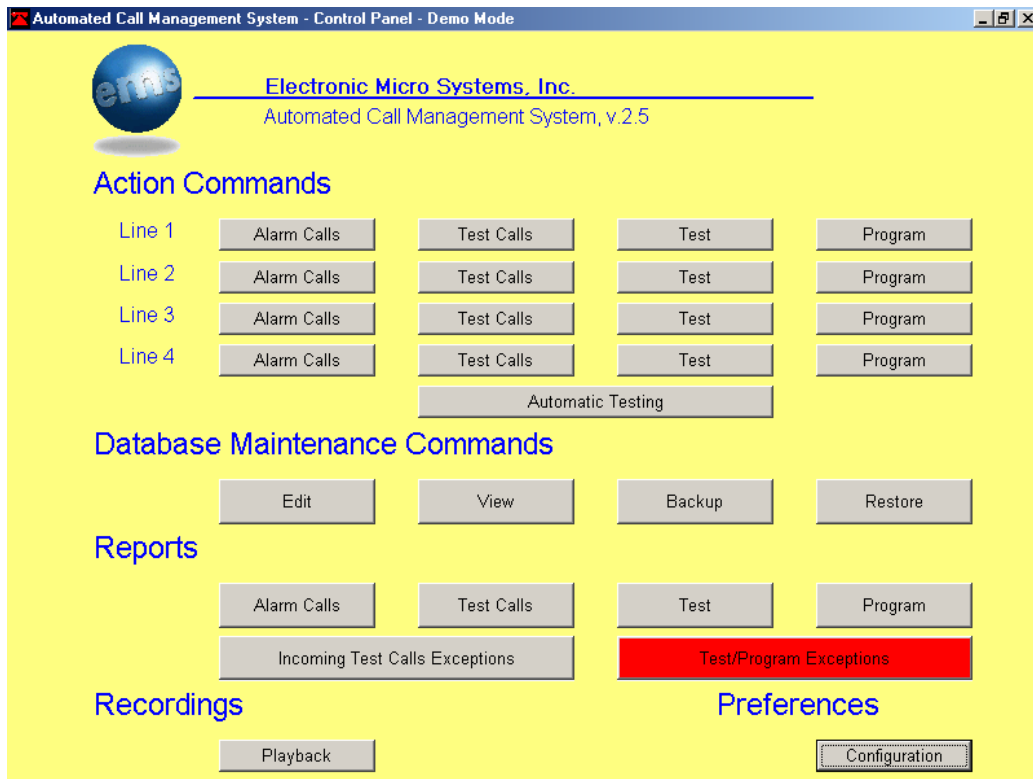 Automated Call Management System - Control Panel - Demo Mode
ems
Electronic Micro Systems, Inc.
Automated Call Management System, v.2.5
Action Commands
Line 1 Alarm Calls Test Calls Test Program
Line 2 Alarm Calls Test Calls Test Program
Line 3 Alarm Calls Test Calls Test Program
Line 4 Alarm Calls Test Calls Test Program
Automatic Testing
Database Maintenance Commands
Edit View Backup Restore
Reports
Alarm Calls Test Calls Test Program
Incoming Test Calls Exceptions Test/Program Exceptions
Recordings Preferences
Playback Configuration